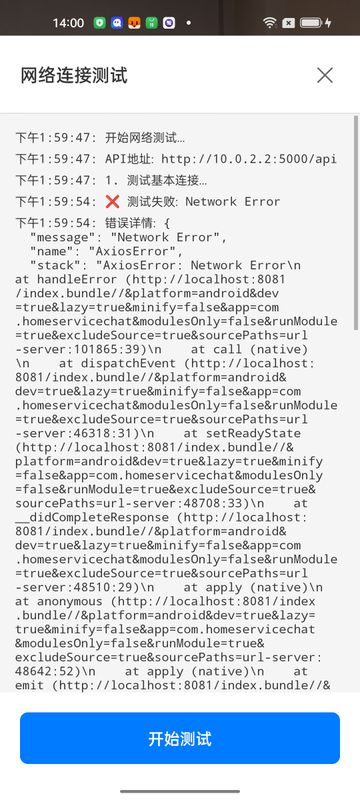 14:00
网络连接测试
下午1:59:47: 开始网络测试…
下午1:59:47: API地址: http://10.0.2.2:5000/api
下午1:59:47: 1. 测试基本连接…
下午1:59:54: ❌ 测试失败: Network Error
下午1:59:54: 错误详情: {
"message": "Network Error",
"name": "AxiosError",
"stack": "AxiosError: Network Error\n
at handleError (http://localhost:8081
/index.bundle//&platform=android&dev
=true&lazy=true&minify=false&app=com
.homeservicechat&modulesOnly=false&runModule
=true&excludeSource=true&sourcePaths=url
-server:101865:39)\n    at call (native)
\n    at dispatchEvent (http://localhost:
8081/index.bundle//&platform=android&
dev=true&lazy=true&minify=false&app=com
.homeservicechat&modulesOnly=false&runModule
=true&excludeSource=true&sourcePaths=url
-server:46318:31)\n    at setReadyState
(http://localhost:8081/index.bundle//&
platform=android&dev=true&lazy=true&minify
=false&app=com.homeservicechat&modulesOnly
=false&runModule=true&excludeSource=true&
sourcePaths=url-server:48708:33)\n    at
__didCompleteResponse (http://localhost:
8081/index.bundle//&platform=android&
dev=true&lazy=true&minify=false&app=com
.homeservicechat&modulesOnly=false&runModule
=true&excludeSource=true&sourcePaths=url
-server:48510:29)\n    at apply (native)\n
at anonymous (http://localhost:8081/index
.bundle//&platform=android&dev=true&lazy=
true&minify=false&app=com.homeservicechat
&modulesOnly=false&runModule=true&
excludeSource=true&sourcePaths=url-server:
48642:52)\n    at apply (native)\n    at
emit (http://localhost:8081/index.bundle//&
开始测试